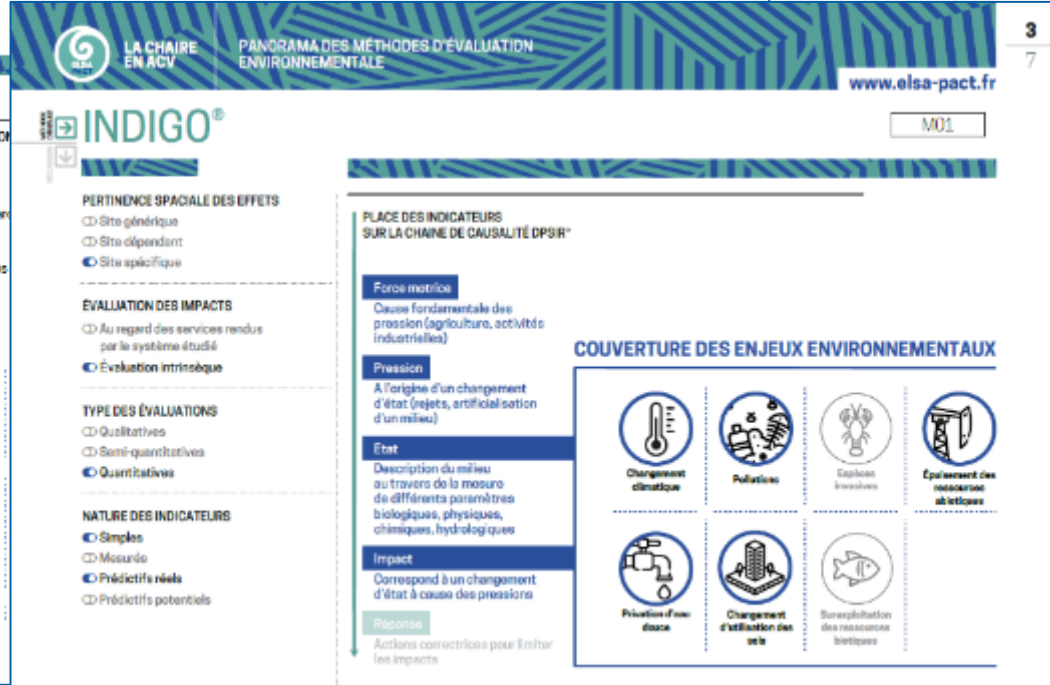 LA CHAIRE
EN ACV
ELSA
PACT
PANORAMA DES MÉTHODES D'ÉVALUATION
ENVIRONNEMENTALE
www.elsa-pact.fr
3
7
INDIGO®
M01
PERTINENCE SPACIALE DES EFFETS
Site générique
Site dépendant
Site spécifique
ÉVALUATION DES IMPACTS
Au regard des services rendus
par le système étudié
Évaluation intrinsèque
TYPE DES ÉVALUATIONS
Qualitatives
Semi-quantitatives
Quantitatives
NATURE DES INDICATEURS
Simples
Mesurés
Prédictifs réels
Prédictifs potentiels
PLACE DES INDICATEURS
SUR LA CHAINE DE CAUSALITÉ DPSIR*
Force motrice
Cause fondamentale des
pression (agriculture, activités
industrielles)
Pression
A l'origine d'un changement
d'état (rejets, artificialisation
d'un milieu)
Etat
Description du milieu
au travers de la mesure
de différents paramètres
biologiques, physiques,
chimiques, hydrologiques
Impact
Correspond à un changement
d'état à cause des pressions
Réponse
Actions correctrices pour limiter
les impacts
COUVERTURE DES ENJEUX ENVIRONNEMENTAUX
Changement
climatique
Pollutions
Espèces
invasives
Épuisement des
ressources
abiotiques
Privation d'eau
douce
Changement
d'utilisation des
sols
Surexploitation
des ressources
biotiques